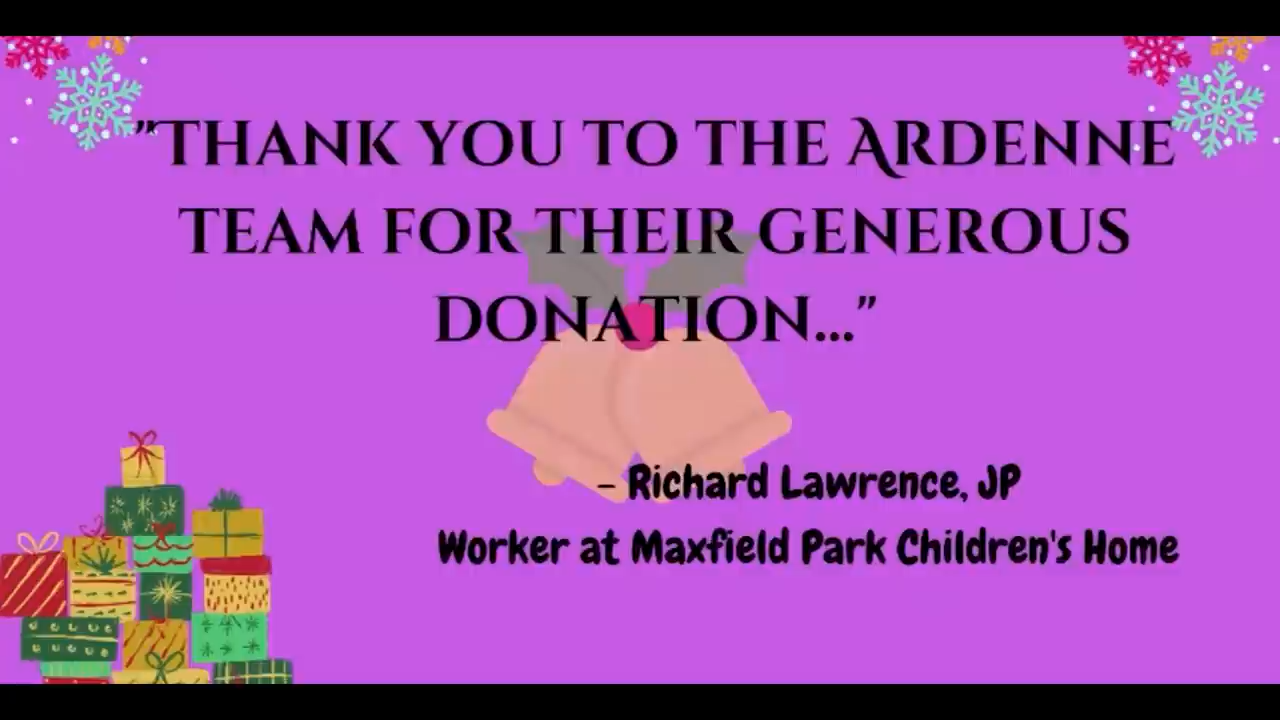 "THANK YOU TO THE ARDENNE
TEAM FOR THEIR GENEROUS
DONATION..."
– Richard Lawrence, JP
Worker at Maxfield Park Children's Home